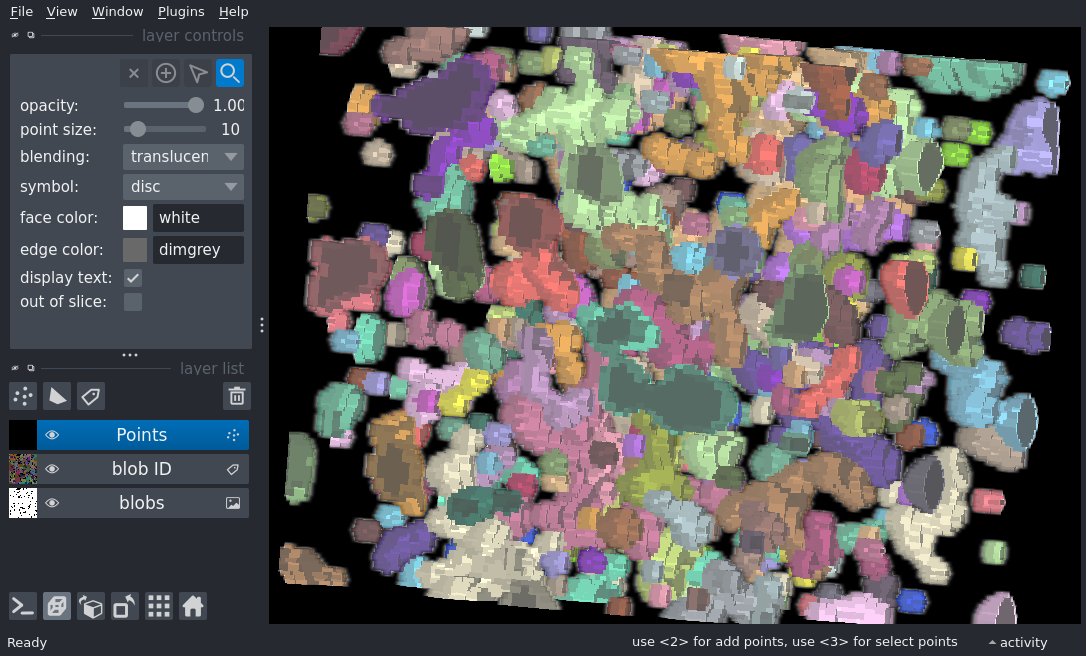 File View Window Plugins Help
layer controls
opacity: 1.00
point size: 10
blending: translucen
symbol: disc
face color: white
edge color: dimgrey
display text:
out of slice:
layer list
Points
blob ID
blobs
Ready
use <2> for add points, use <3> for select points
activity